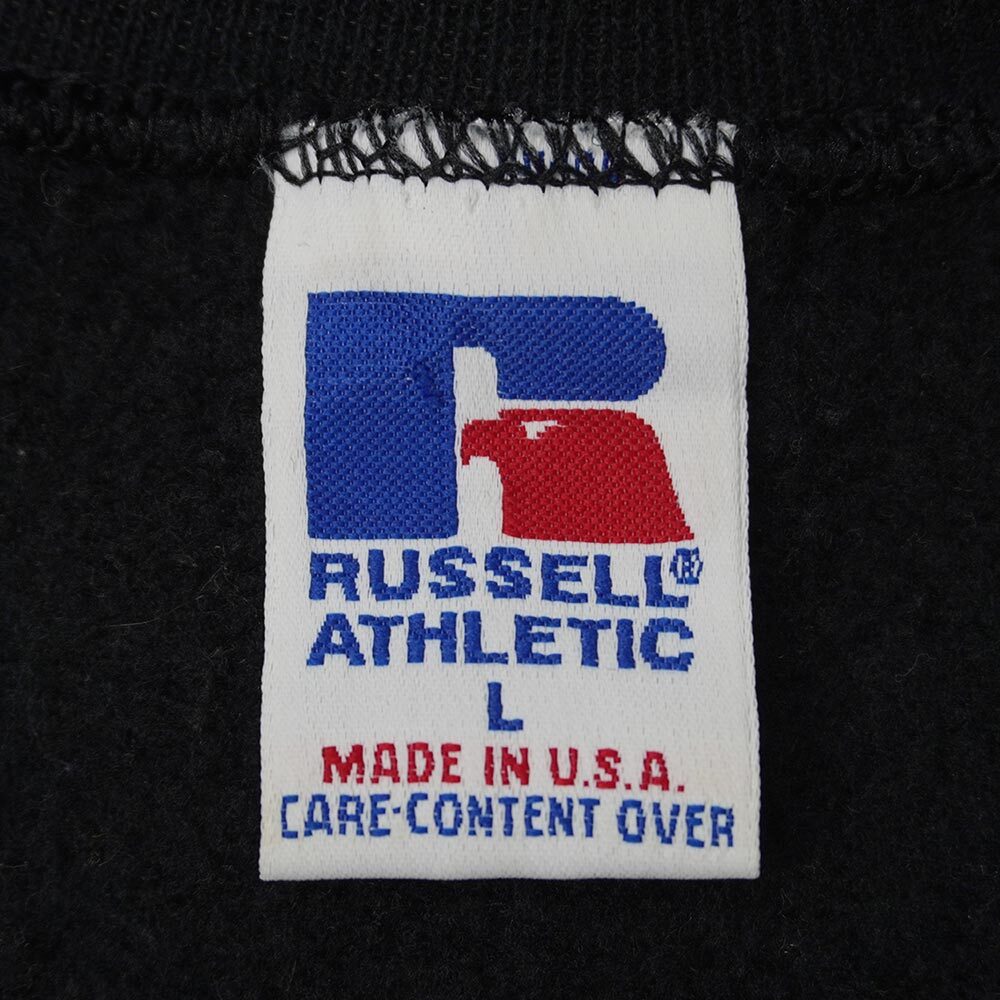 R
RUSSELL®
ATHLETIC
L
MADE IN U.S.A.
CARE-CONTENT OVER